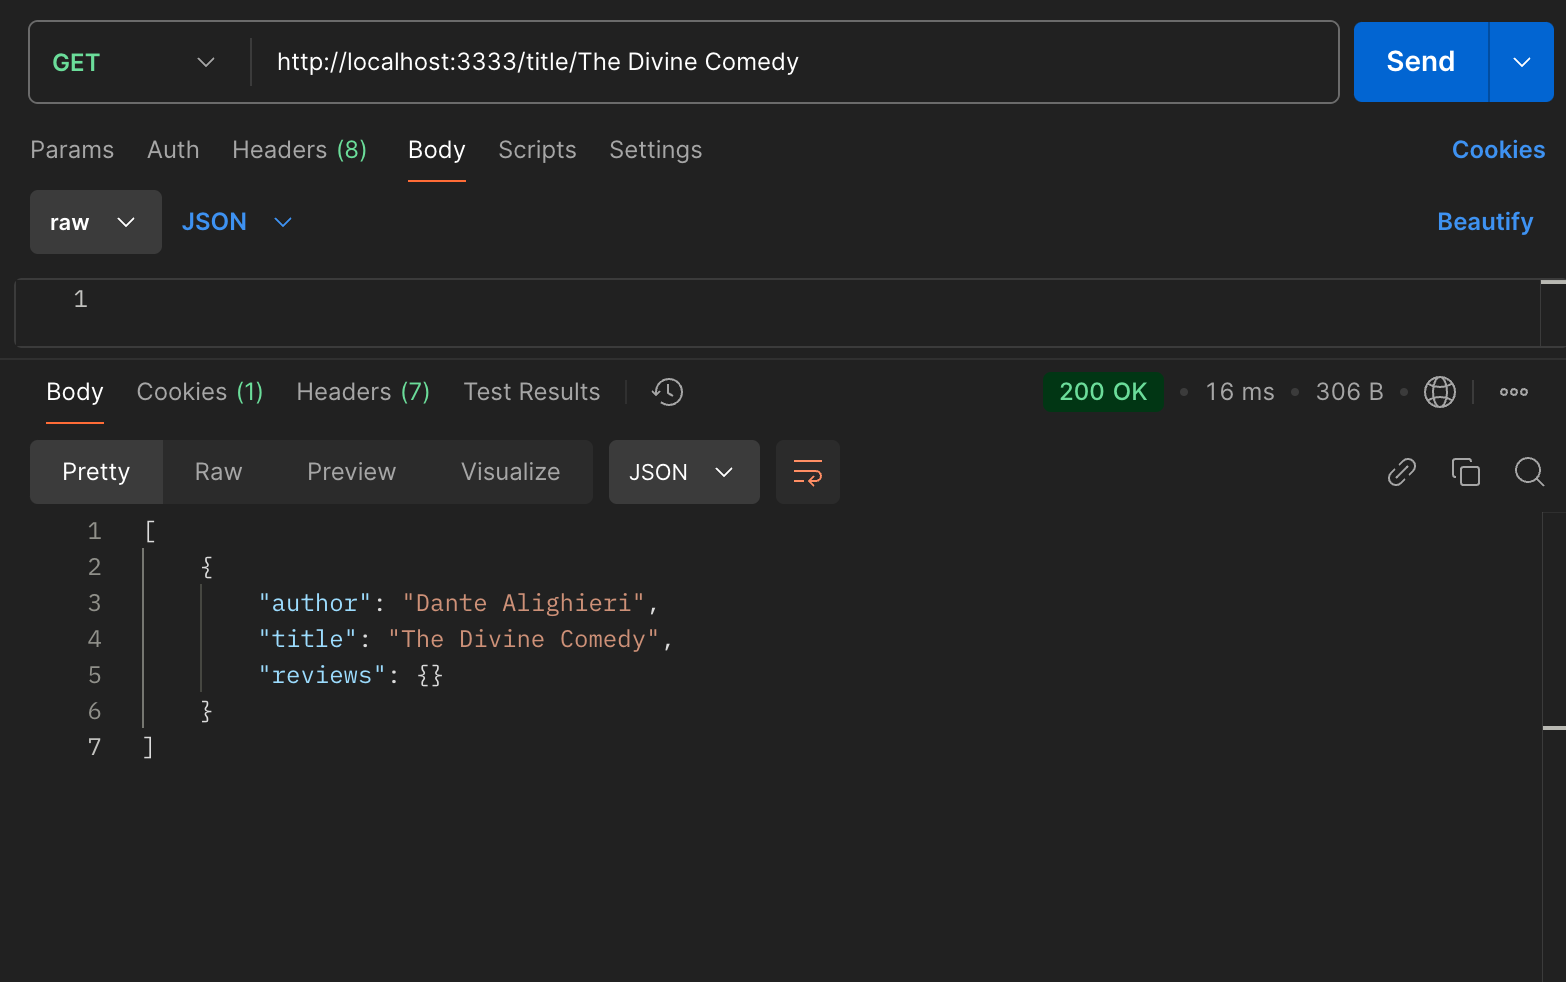 GET http://localhost:3333/title/The Divine Comedy Send
Params Auth Headers (8) Body Scripts Settings Cookies
raw JSON Beautify
1
Body Cookies (1) Headers (7) Test Results 200 OK • 16 ms • 306 B •
Pretty Raw Preview Visualize JSON
1 [
2 {
3 "author": "Dante Alighieri",
4 "title": "The Divine Comedy",
5 "reviews": {}
6 }
7 ]